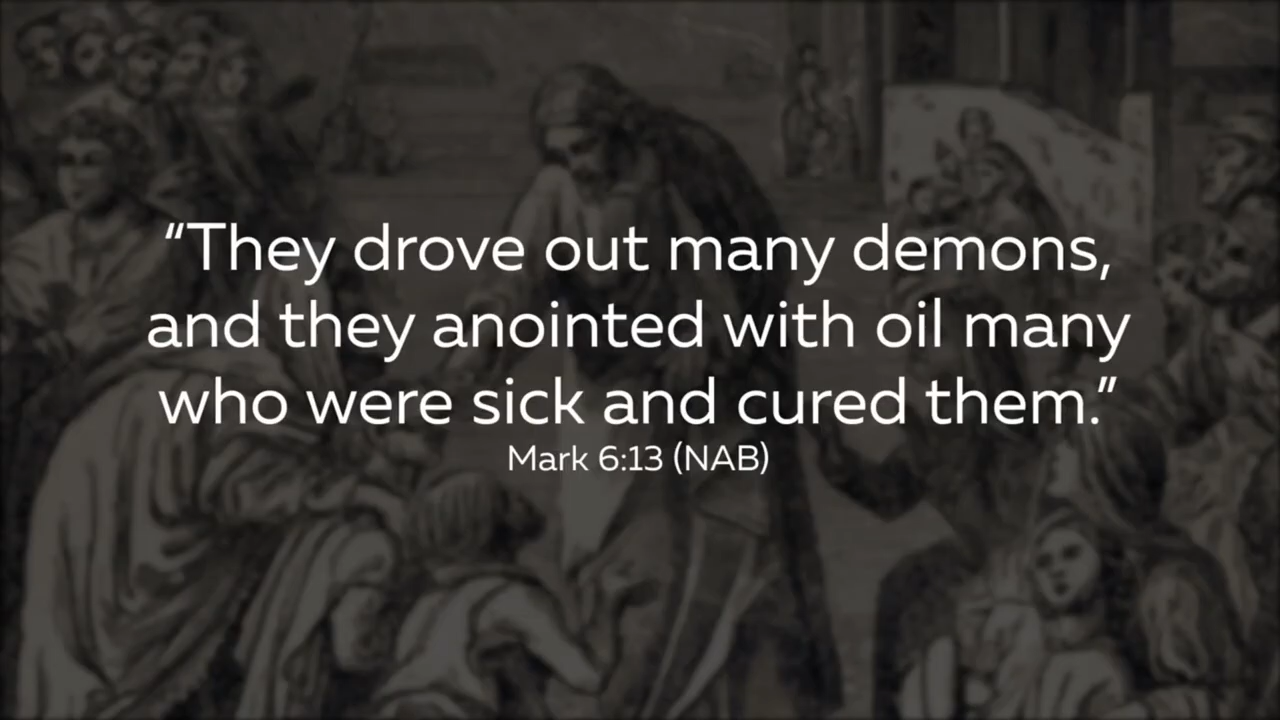 “They drove out many demons,
and they anointed with oil many
who were sick and cured them.”
Mark 6:13 (NAB)